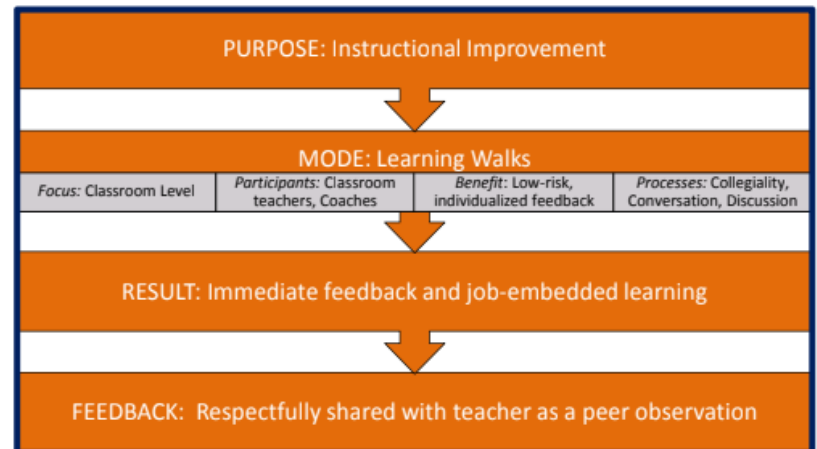 PURPOSE: Instructional Improvement
MODE: Learning Walks
Focus: Classroom Level
Participants: Classroom
teachers, Coaches
Benefit: Low-risk,
individualized feedback
Processes: Collegiality,
Conversation, Discussion
RESULT: Immediate feedback and job-embedded learning
FEEDBACK: Respectfully shared with teacher as a peer observation